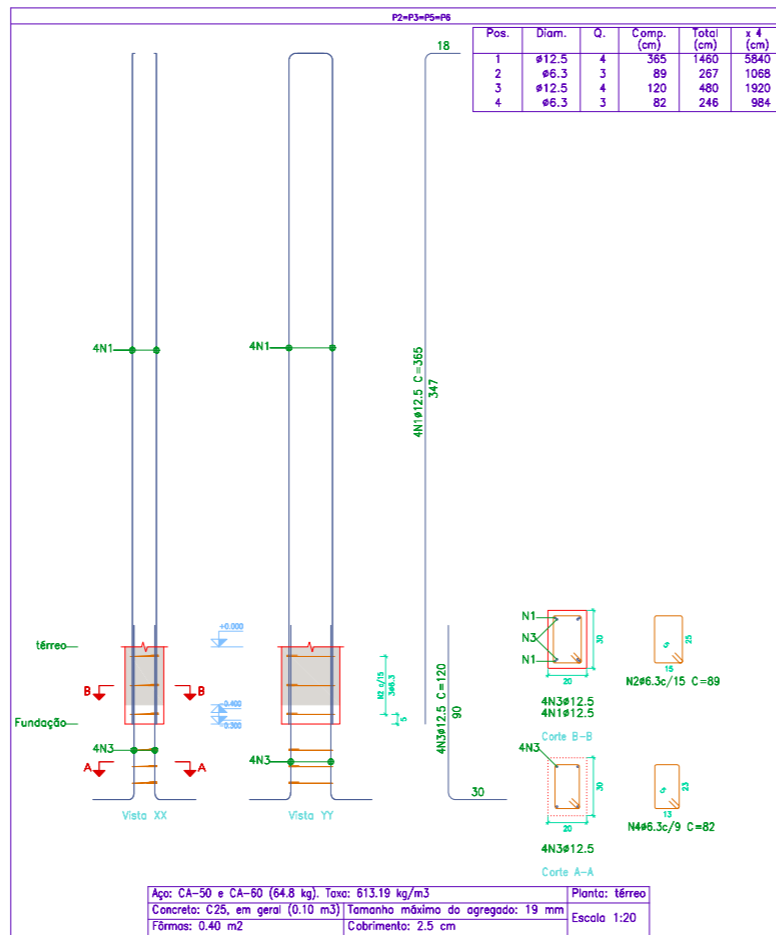 P2=P3=P5=P6
Pos. Diam. Q. Comp. (cm) Total (cm) x 4 (cm)
1 ø12.5 4 365 1460 5840
2 ø6.3 3 89 267 1068
3 ø12.5 4 120 480 1920
4 ø6.3 3 82 246 984
18
4N1
4N1
4N1ø12.5 C=365
347
+0.000
térreo
B B
-0.400
-0.300
Fundação
N2 c/15
3ø6.3
5
4N3
4N3
A A
Vista XX
Vista YY
4N3ø12.5 C=120
90
30
N1
N3
N1
30
20
4N3ø12.5
4N1ø12.5
Corte B-B
25
15
N2ø6.3c/15 C=89
4N3
30
20
4N3ø12.5
Corte A-A
23
13
N4ø6.3c/9 C=82
Aço: CA-50 e CA-60 (64.8 kg). Taxa: 613.19 kg/m3
Planta: térreo
Concreto: C25, em geral (0.10 m3)
Tamanho máximo do agregado: 19 mm
Escala 1:20
Fôrmas: 0.40 m2
Cobrimento: 2.5 cm